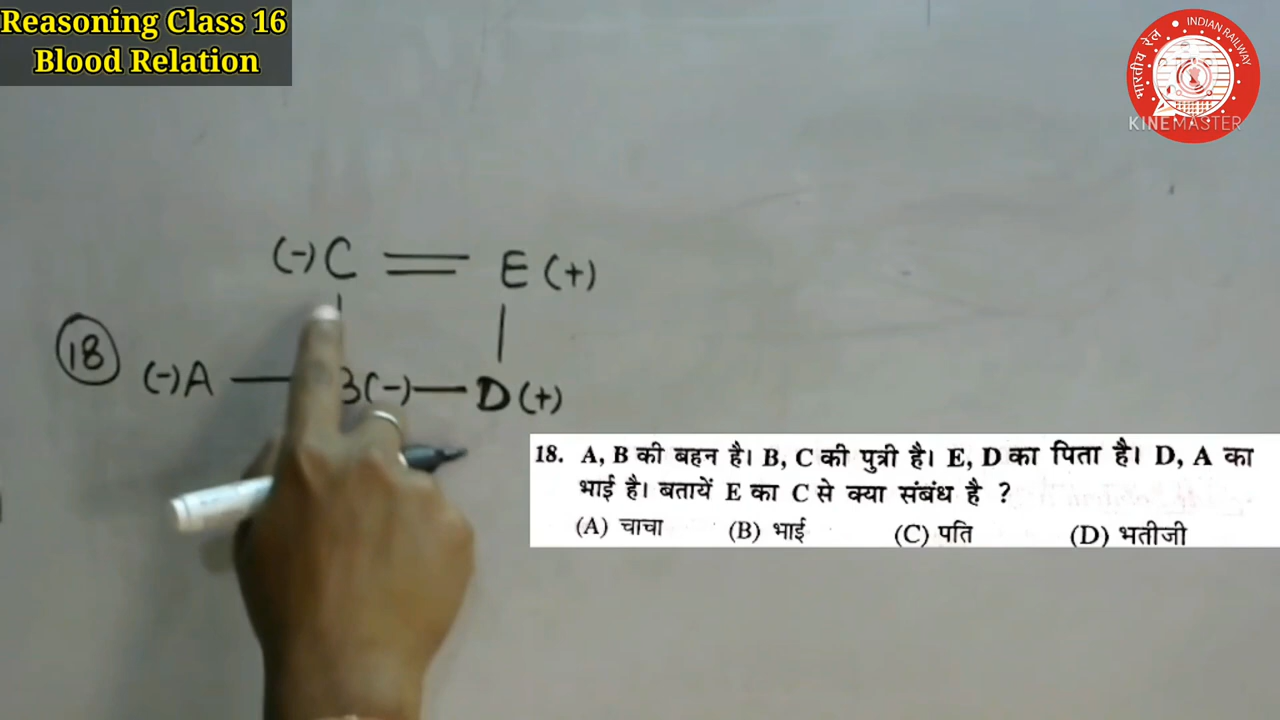 Reasoning Class 16
Blood Relation
भारतीय रेल ● INDIAN RAILWAY
KINEMASTER
(-) C = E (+)
18
(-) A — B (-) — D (+)
18. A, B की बहन है। B, C की पुत्री है। E, D का पिता है। D, A का
भाई है। बतायें E का C से क्या संबंध है ?
(A) चाचा (B) भाई (C) पति (D) भतीजी